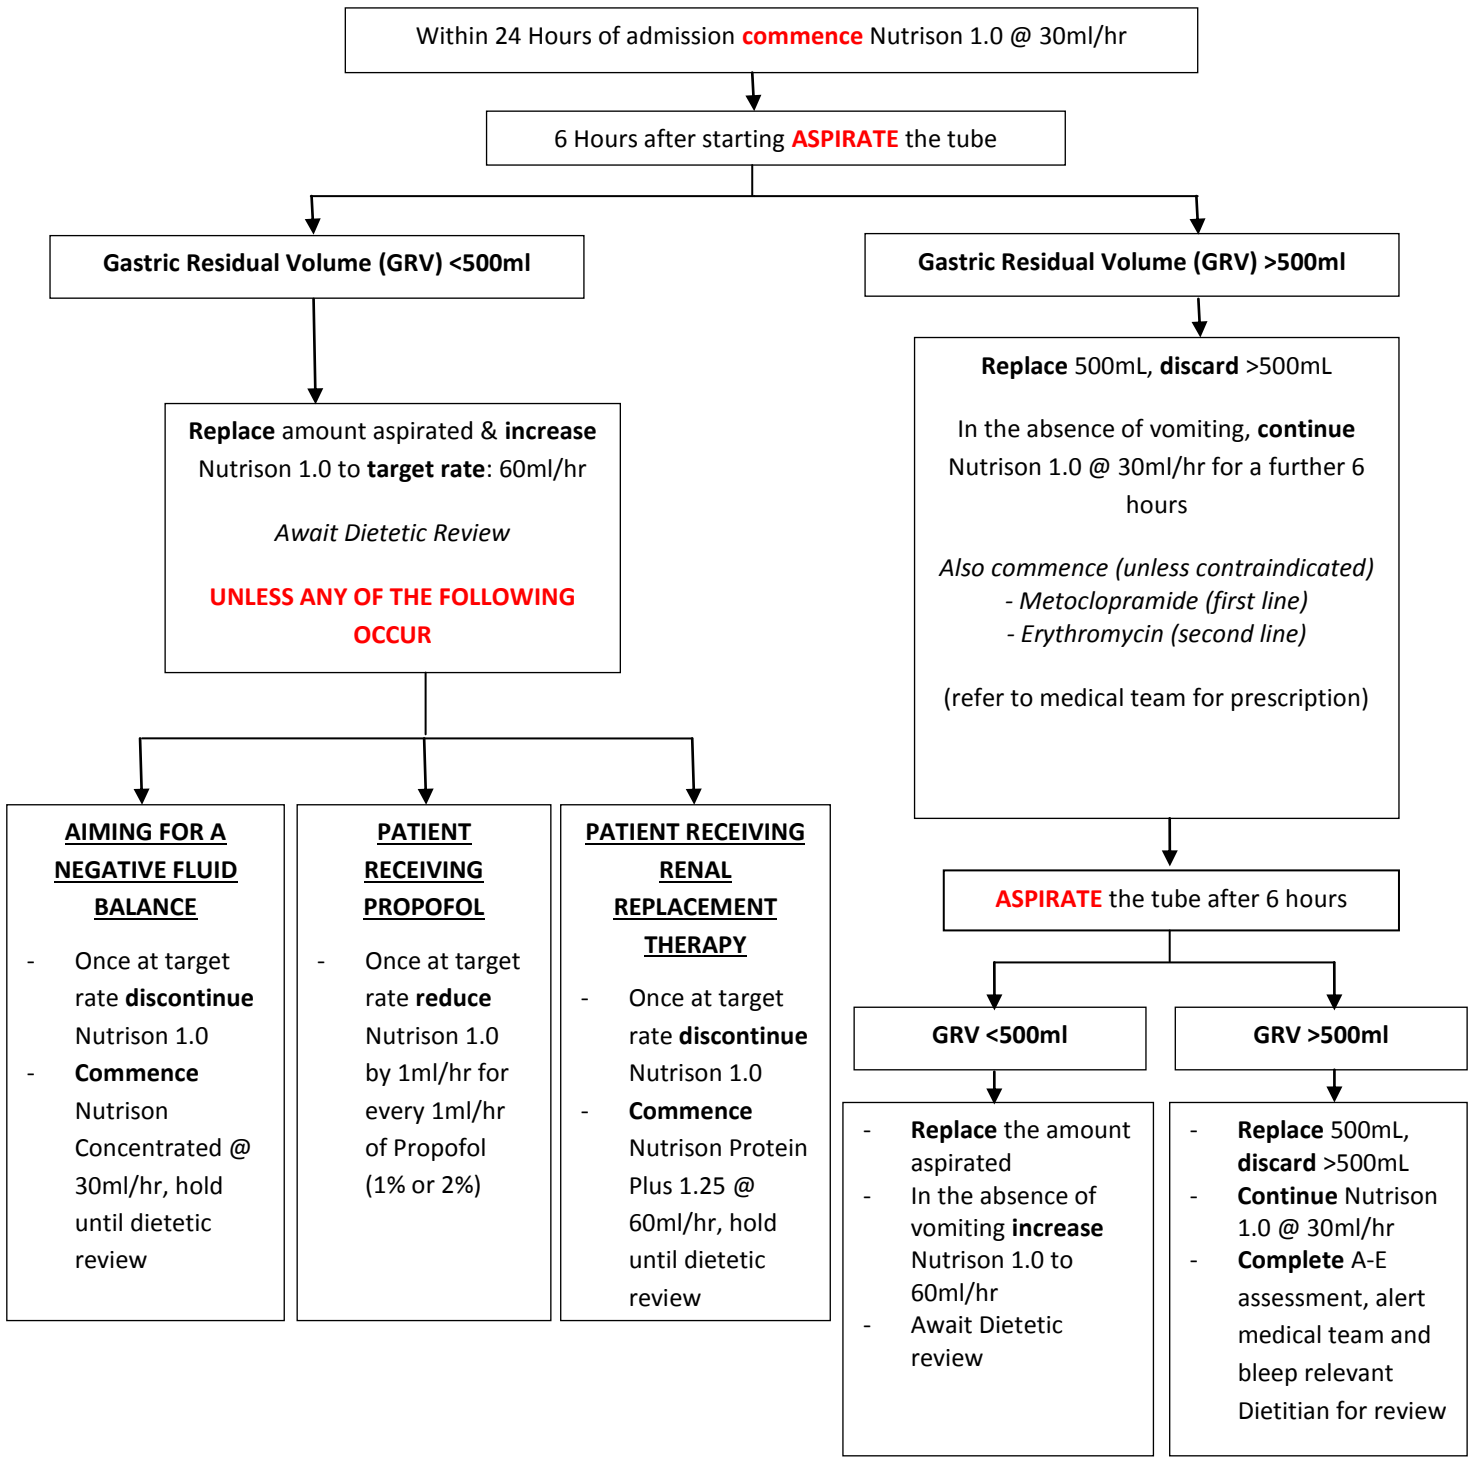 Within 24 Hours of admission commence Nutrison 1.0 @ 30ml/hr
6 Hours after starting ASPIRATE the tube
Gastric Residual Volume (GRV) <500ml
Gastric Residual Volume (GRV) >500ml
Replace amount aspirated & increase
Nutrison 1.0 to target rate: 60ml/hr
Await Dietetic Review
UNLESS ANY OF THE FOLLOWING
OCCUR
Replace 500mL, discard >500mL
In the absence of vomiting, continue
Nutrison 1.0 @ 30ml/hr for a further 6
hours
Also commence (unless contraindicated)
- Metoclopramide (first line)
- Erythromycin (second line)
(refer to medical team for prescription)
AIMING FOR A
NEGATIVE FLUID
BALANCE
- Once at target
rate discontinue
Nutrison 1.0
- Commence
Nutrison
Concentrated @
30ml/hr, hold
until dietetic
review
PATIENT
RECEIVING
PROPOFOL
- Once at target
rate reduce
Nutrison 1.0
by 1ml/hr for
every 1ml/hr
of Propofol
(1% or 2%)
PATIENT RECEIVING
RENAL
REPLACEMENT
THERAPY
- Once at target
rate discontinue
Nutrison 1.0
- Commence
Nutrison Protein
Plus 1.25 @
60ml/hr, hold
until dietetic
review
ASPIRATE the tube after 6 hours
GRV <500ml
GRV >500ml
- Replace the amount
aspirated
- In the absence of
vomiting increase
Nutrison 1.0 to
60ml/hr
- Await Dietetic
review
- Replace 500mL,
discard >500mL
- Continue Nutrison
1.0 @ 30ml/hr
- Complete A-E
assessment, alert
medical team and
bleep relevant
Dietitian for review